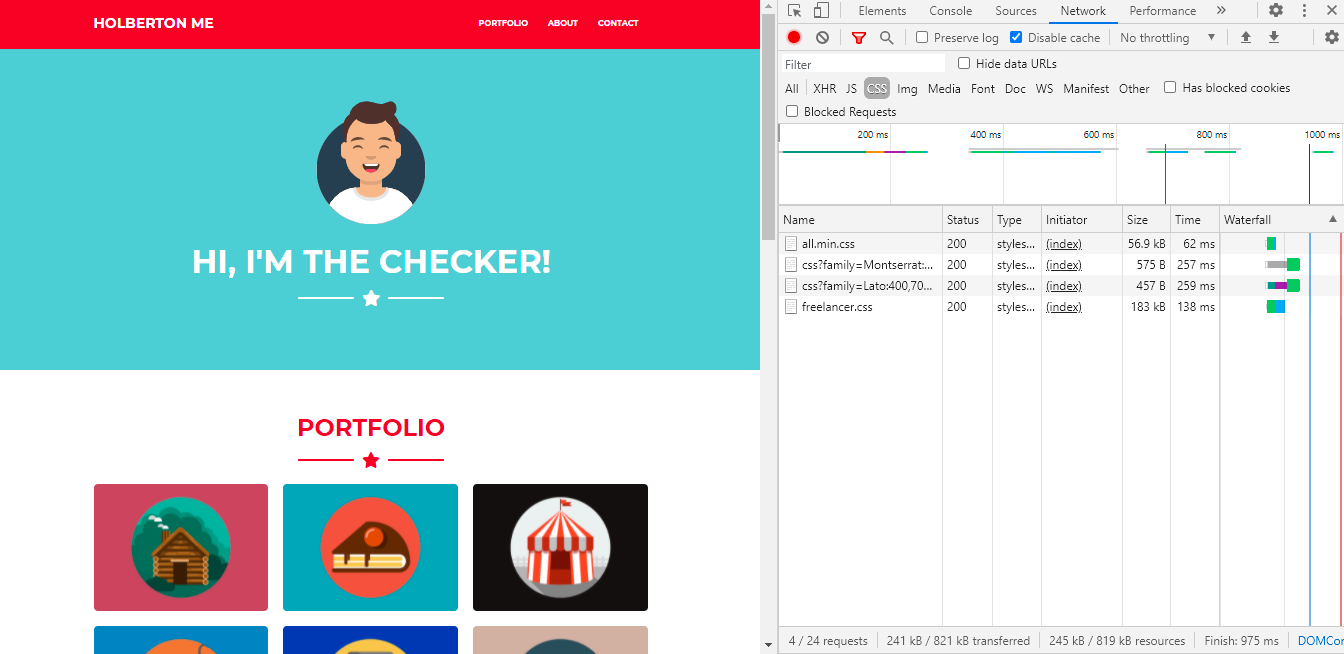 HOLBERTON ME
PORTFOLIO ABOUT CONTACT
HI, I'M THE CHECKER!
PORTFOLIO
Elements Console Sources Network Performance »
Preserve log Disable cache No throttling ▼
Filter Hide data URLs
All XHR JS CSS Img Media Font Doc WS Manifest Other Has blocked cookies
Blocked Requests
200 ms 400 ms 600 ms 800 ms 1000 ms
Name Status Type Initiator Size Time Waterfall
all.min.css 200 styles... (index) 56.9 kB 62 ms
css?family=Montserrat:... 200 styles... (index) 575 B 257 ms
css?family=Lato:400,70... 200 styles... (index) 457 B 259 ms
freelancer.css 200 styles... (index) 183 kB 138 ms
4 / 24 requests 241 kB / 821 kB transferred 245 kB / 819 kB resources Finish: 975 ms DOMCor